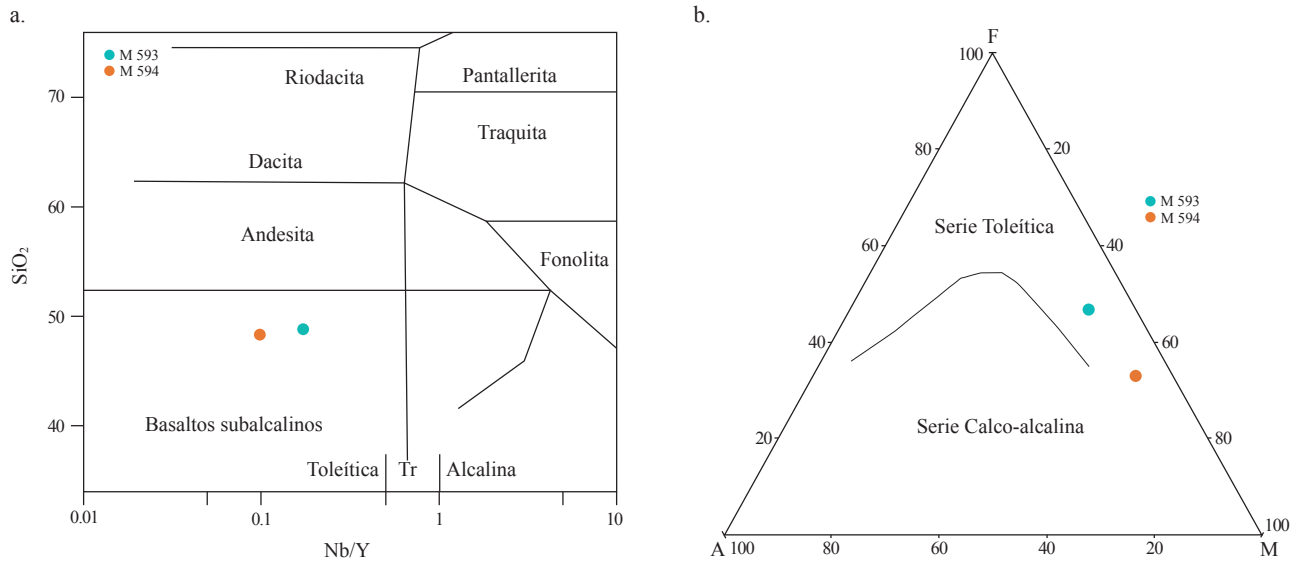 a.
M 593
M 594
Riodacita
Pantallerita
Traquita
Dacita
Andesita
Fonolita
Basaltos subalcalinos
Toleítica Tr Alcalina
SiO₂
70
60
50
40
0.01 0.1 1 10
Nb/Y
b.
F
100
80 20
M 593
M 594
Serie Toleítica
60 40
40 60
Serie Calco-alcalina
20 80
100
A 100 80 60 40 20 M